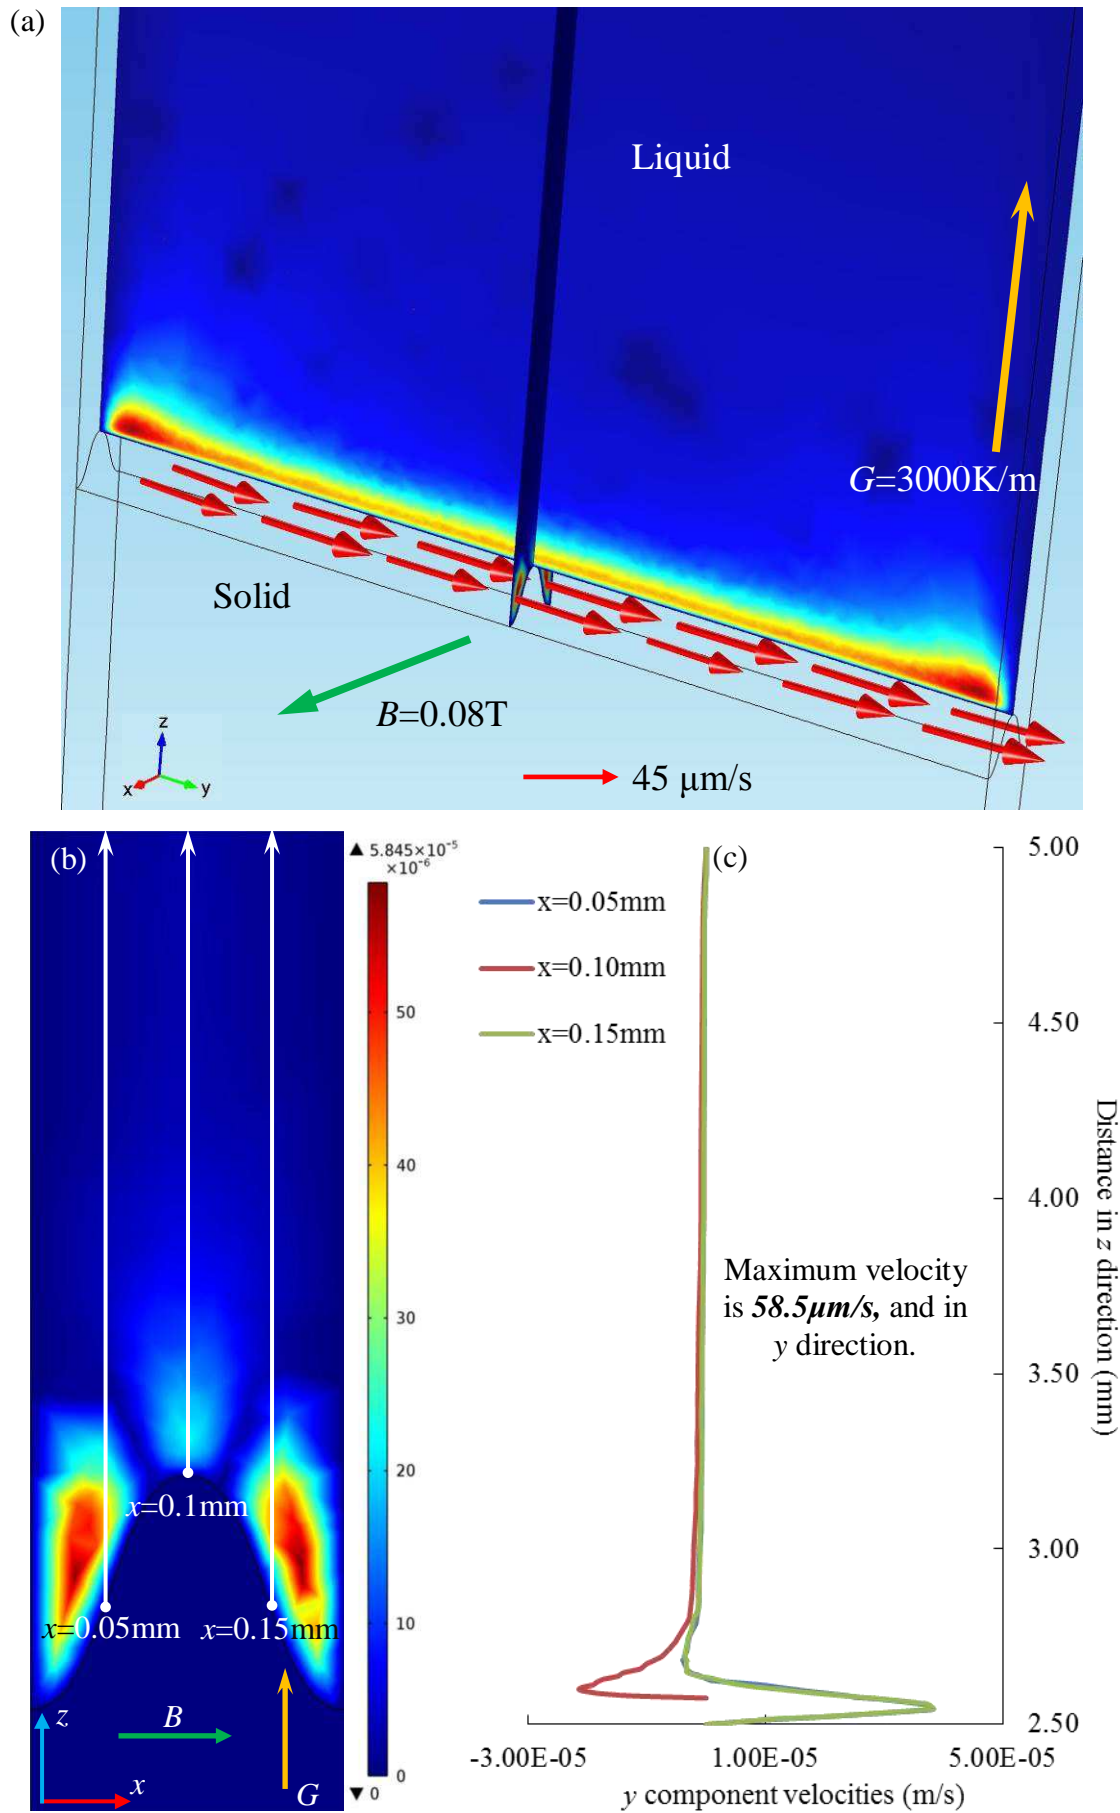 (a)
Liquid
G=3000K/m
Solid
B=0.08T
z
x
y
45 μm/s
(b)
▲ 5.845×10⁻⁵
×10⁻⁶
50
40
30
20
10
0
▼ 0
x=0.1mm
x=0.05mm
x=0.15mm
z
B
x
G
(c)
x=0.05mm
x=0.10mm
x=0.15mm
Maximum velocity
is 58.5μm/s, and in
y direction.
5.00
4.50
4.00
3.50
3.00
2.50
Distance in z direction (mm)
-3.00E-05
1.00E-05
5.00E-05
y component velocities (m/s)